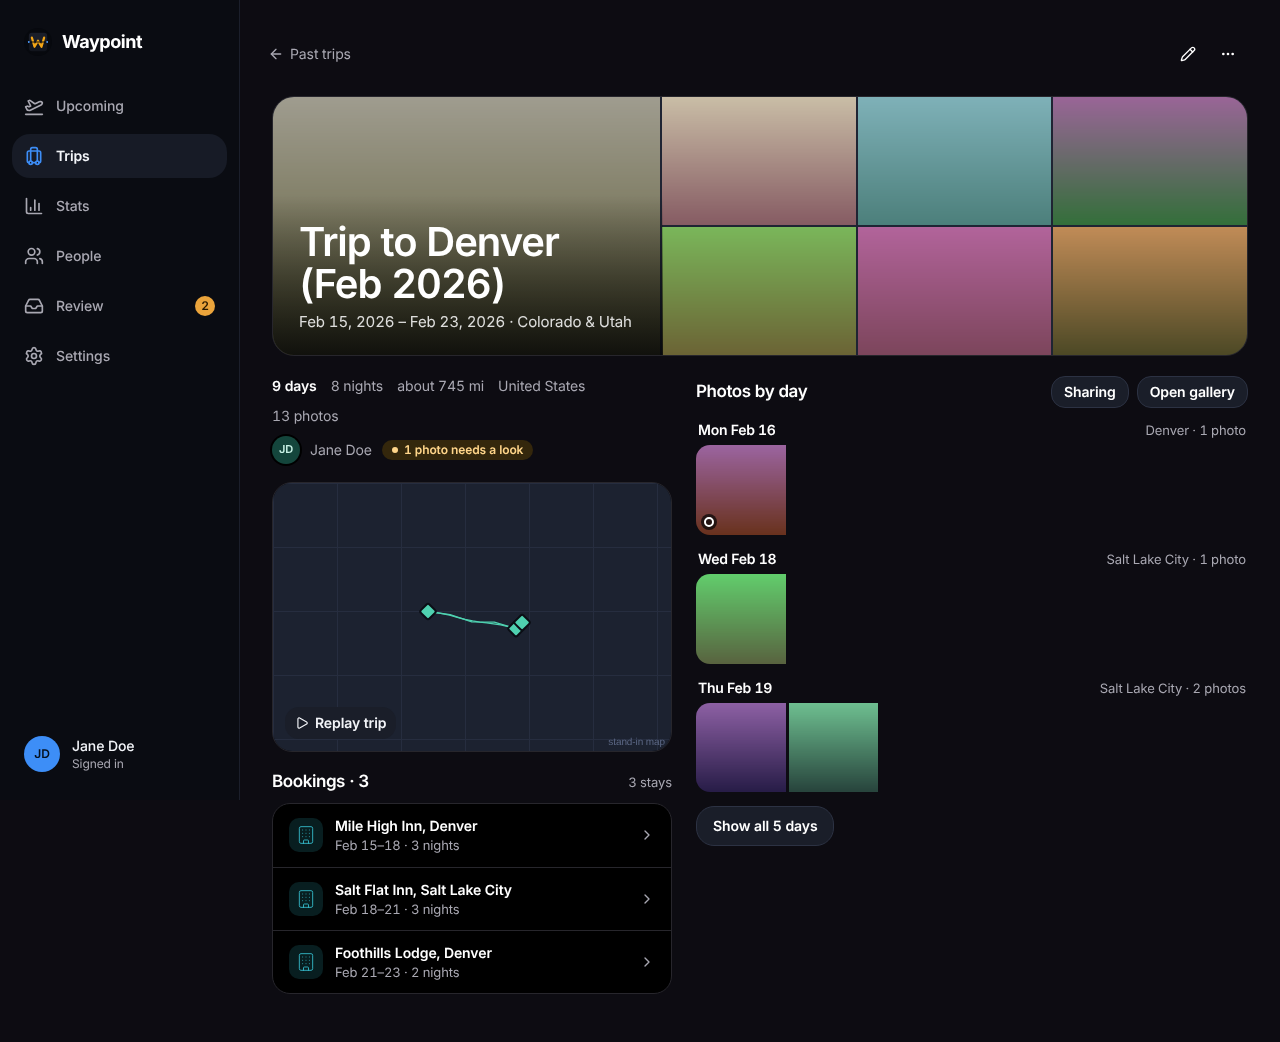 Waypoint
Upcoming
Trips
Stats
People
Review
2
Settings
JD
Jane Doe
Signed in
Past trips
Trip to Denver
(Feb 2026)
Feb 15, 2026 – Feb 23, 2026 · Colorado & Utah
9 days 8 nights about 745 mi United States
13 photos
JD Jane Doe 1 photo needs a look
Replay trip
stand-in map
Bookings · 3 3 stays
Mile High Inn, Denver
Feb 15–18 · 3 nights
Salt Flat Inn, Salt Lake City
Feb 18–21 · 3 nights
Foothills Lodge, Denver
Feb 21–23 · 2 nights
Photos by day Sharing Open gallery
Mon Feb 16 Denver · 1 photo
Wed Feb 18 Salt Lake City · 1 photo
Thu Feb 19 Salt Lake City · 2 photos
Show all 5 days